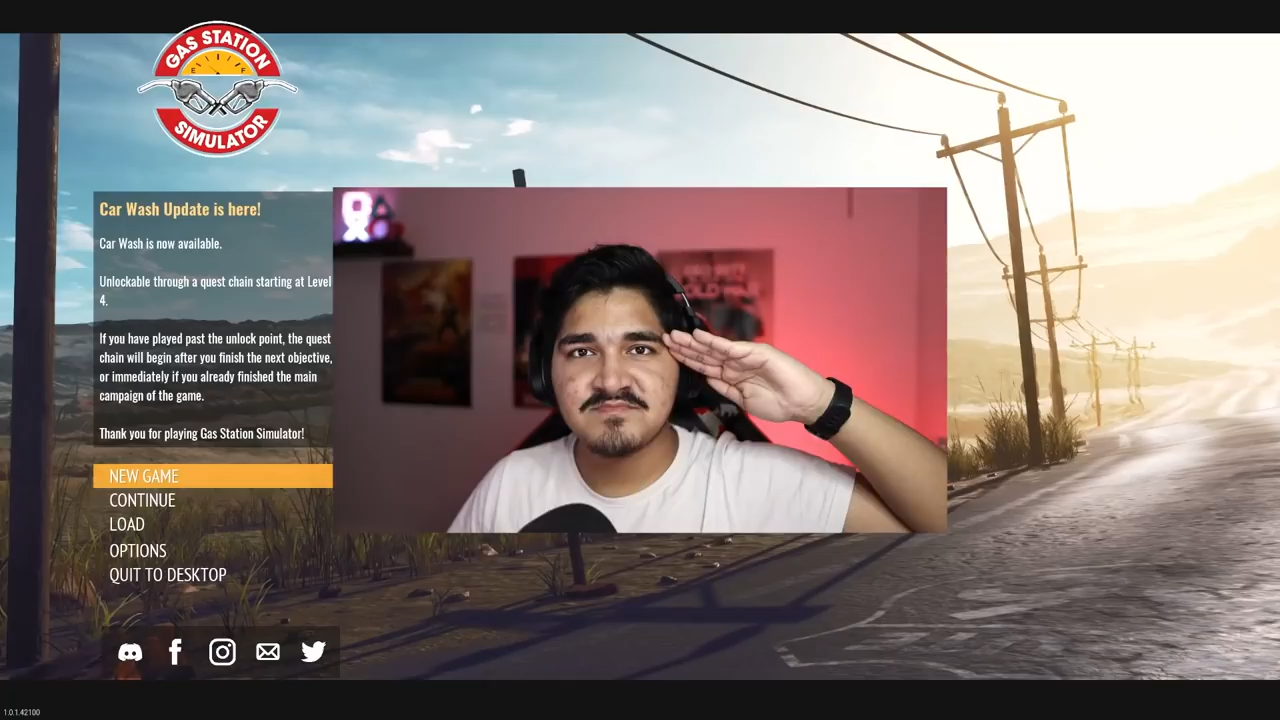 GAS STATION
E F
SIMULATOR
Car Wash Update is here!
Car Wash is now available.
Unlockable through a quest chain starting at Level
4.
If you have played past the unlock point, the quest
chain will begin after you finish the next objective,
or immediately if you already finished the main
campaign of the game.
Thank you for playing Gas Station Simulator!
NEW GAME
CONTINUE
LOAD
OPTIONS
QUIT TO DESKTOP
1.0.1.42100